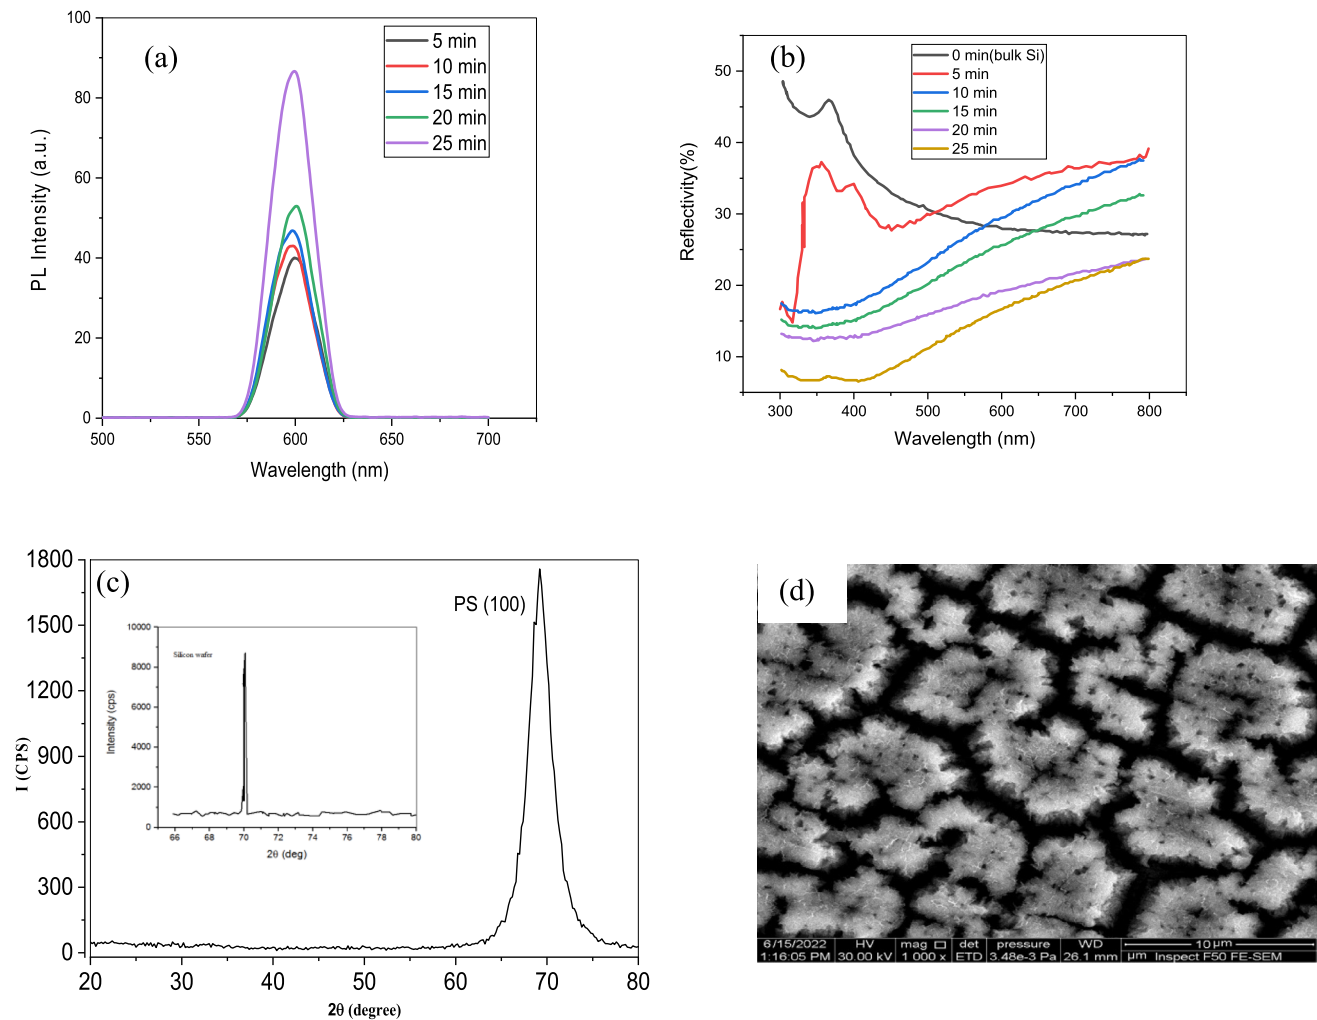 (a)
5 min
10 min
15 min
20 min
25 min
100
80
60
40
20
0
PL Intensity (a.u.)
500
550
600
650
700
Wavelength (nm)
(b)
0 min(bulk Si)
5 min
10 min
15 min
20 min
25 min
50
40
30
20
10
Reflectivity(%)
300
400
500
600
700
800
Wavelength (nm)
(c)
PS (100)
1800
1500
1200
900
600
300
0
I (CPS)
20
30
40
50
60
70
80
2θ (degree)
Silicon wafer
10000
8000
6000
4000
2000
0
Intensity (cps)
66
68
70
72
74
76
78
80
2θ (deg)
(d)
6/15/2022 HV mag det pressure WD 10 µm
1:16:05 PM 30.00 kV 1 000 x ETD 3.48e-3 Pa 26.1 mm µm Inspect F50 FE-SEM